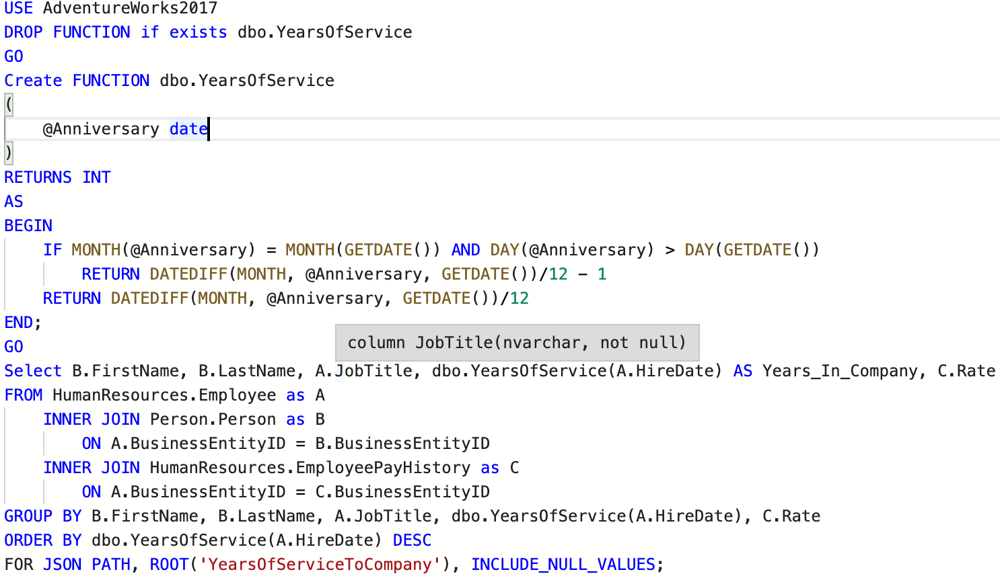 USE AdventureWorks2017
DROP FUNCTION if exists dbo.YearsOfService
GO
Create FUNCTION dbo.YearsOfService
(
    @Anniversary date
)
RETURNS INT
AS
BEGIN
    IF MONTH(@Anniversary) = MONTH(GETDATE()) AND DAY(@Anniversary) > DAY(GETDATE())
        RETURN DATEDIFF(MONTH, @Anniversary, GETDATE())/12 - 1
    RETURN DATEDIFF(MONTH, @Anniversary, GETDATE())/12
END;
column JobTitle(nvarchar, not null)
GO
Select B.FirstName, B.LastName, A.JobTitle, dbo.YearsOfService(A.HireDate) AS Years_In_Company, C.Rate
FROM HumanResources.Employee as A
    INNER JOIN Person.Person as B
        ON A.BusinessEntityID = B.BusinessEntityID
    INNER JOIN HumanResources.EmployeePayHistory as C
        ON A.BusinessEntityID = C.BusinessEntityID
GROUP BY B.FirstName, B.LastName, A.JobTitle, dbo.YearsOfService(A.HireDate), C.Rate
ORDER BY dbo.YearsOfService(A.HireDate) DESC
FOR JSON PATH, ROOT('YearsOfServiceToCompany'), INCLUDE_NULL_VALUES;